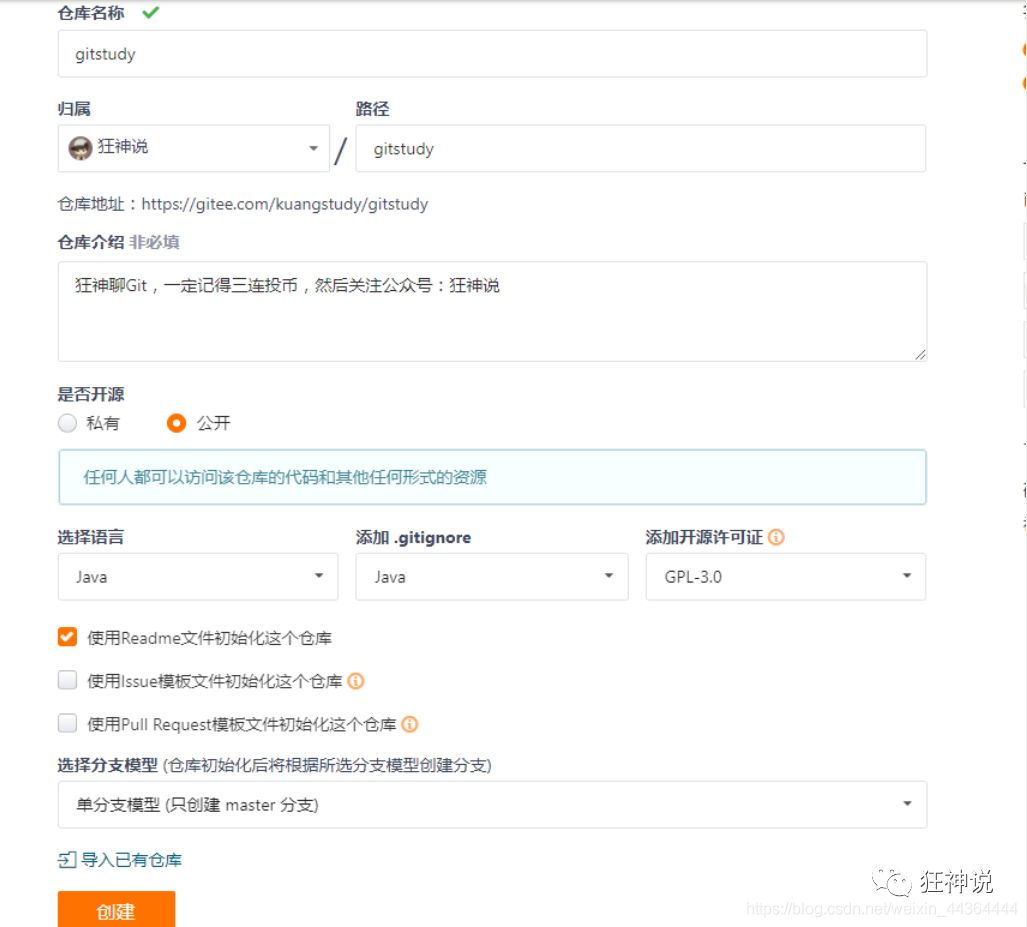 仓库名称
gitstudy
归属 路径
狂神说 / gitstudy
仓库地址：https://gitee.com/kuangstudy/gitstudy
仓库介绍 非必填
狂神聊Git，一定记得三连投币，然后关注公众号：狂神说
是否开源
私有 公开
任何人都可以访问该仓库的代码和其他任何形式的资源
选择语言 添加 .gitignore 添加开源许可证
Java Java GPL-3.0
使用Readme文件初始化这个仓库
使用Issue模板文件初始化这个仓库
使用Pull Request模板文件初始化这个仓库
选择分支模型 (仓库初始化后将根据所选分支模型创建分支)
单分支模型 (只创建 master 分支)
导入已有仓库
狂神说
创建
https://blog.csdn.net/weixin_44364444